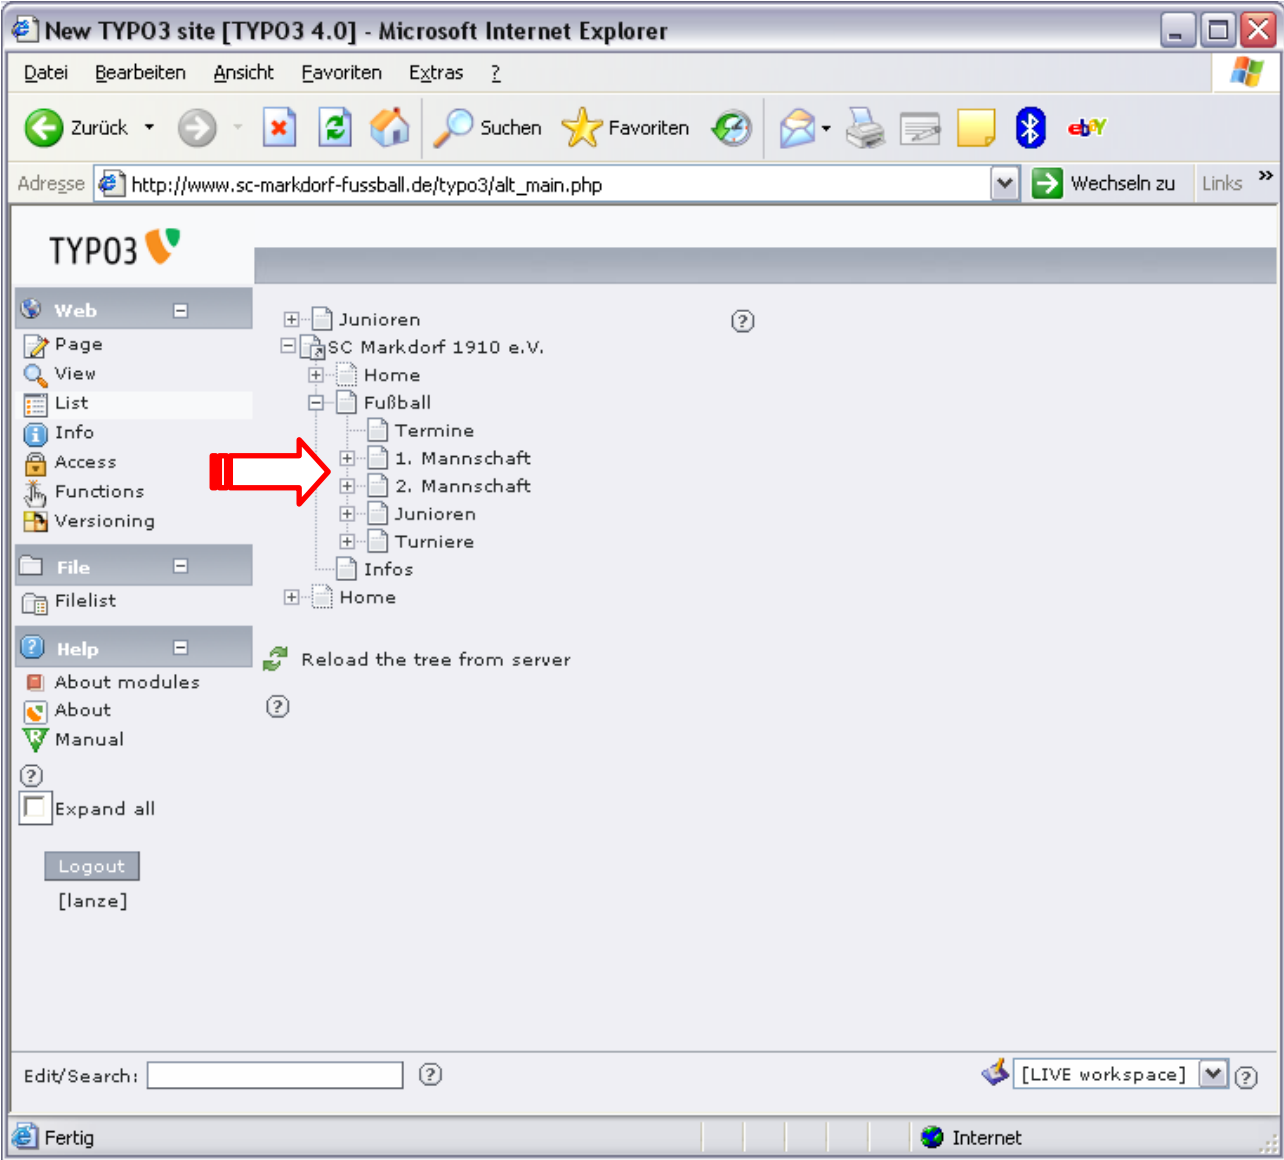 New TYPO3 site [TYPO3 4.0] - Microsoft Internet Explorer
Datei Bearbeiten Ansicht Favoriten Extras ?
Zurück Suchen Favoriten ebY
Adresse http://www.sc-markdorf-fussball.de/typo3/alt_main.php Wechseln zu Links »
TYPO3
Web
Page
View
List
Info
Access
Functions
Versioning
File
Filelist
Help
About modules
About
Manual
?
Expand all
Logout
[lanze]
Junioren ?
SC Markdorf 1910 e.V.
Home
Fußball
Termine
1. Mannschaft
2. Mannschaft
Junioren
Turniere
Infos
Home
Reload the tree from server
?
Edit/Search: ? [LIVE workspace] ?
Fertig Internet